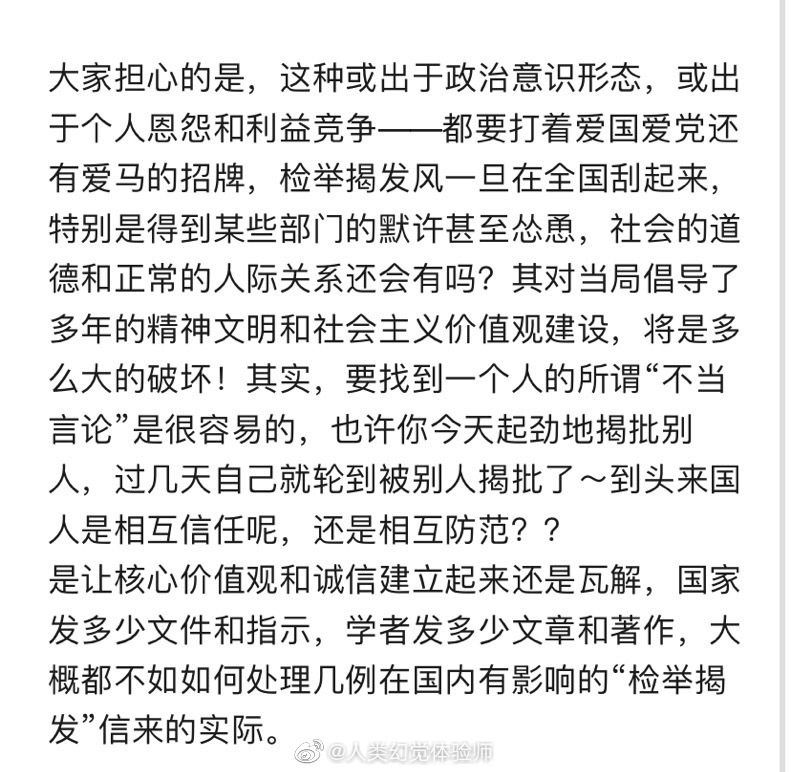 大家担心的是，这种或出于政治意识形态，或出
于个人恩怨和利益竞争——都要打着爱国爱党还
有爱马的招牌，检举揭发风一旦在全国刮起来，
特别是得到某些部门的默许甚至怂恿，社会的道
德和正常的人际关系还会有吗？其对当局倡导了
多年的精神文明和社会主义价值观建设，将是多
么大的破坏！其实，要找到一个人的所谓“不当
言论”是很容易的，也许你今天起劲地揭批别
人，过几天自己就轮到被别人揭批了～到头来国
人是相互信任呢，还是相互防范？？
是让核心价值观和诚信建立起来还是瓦解，国家
发多少文件和指示，学者发多少文章和著作，大
概都不如如何处理几例在国内有影响的“检举揭
发”信来的实际。
@人类幻觉体验师